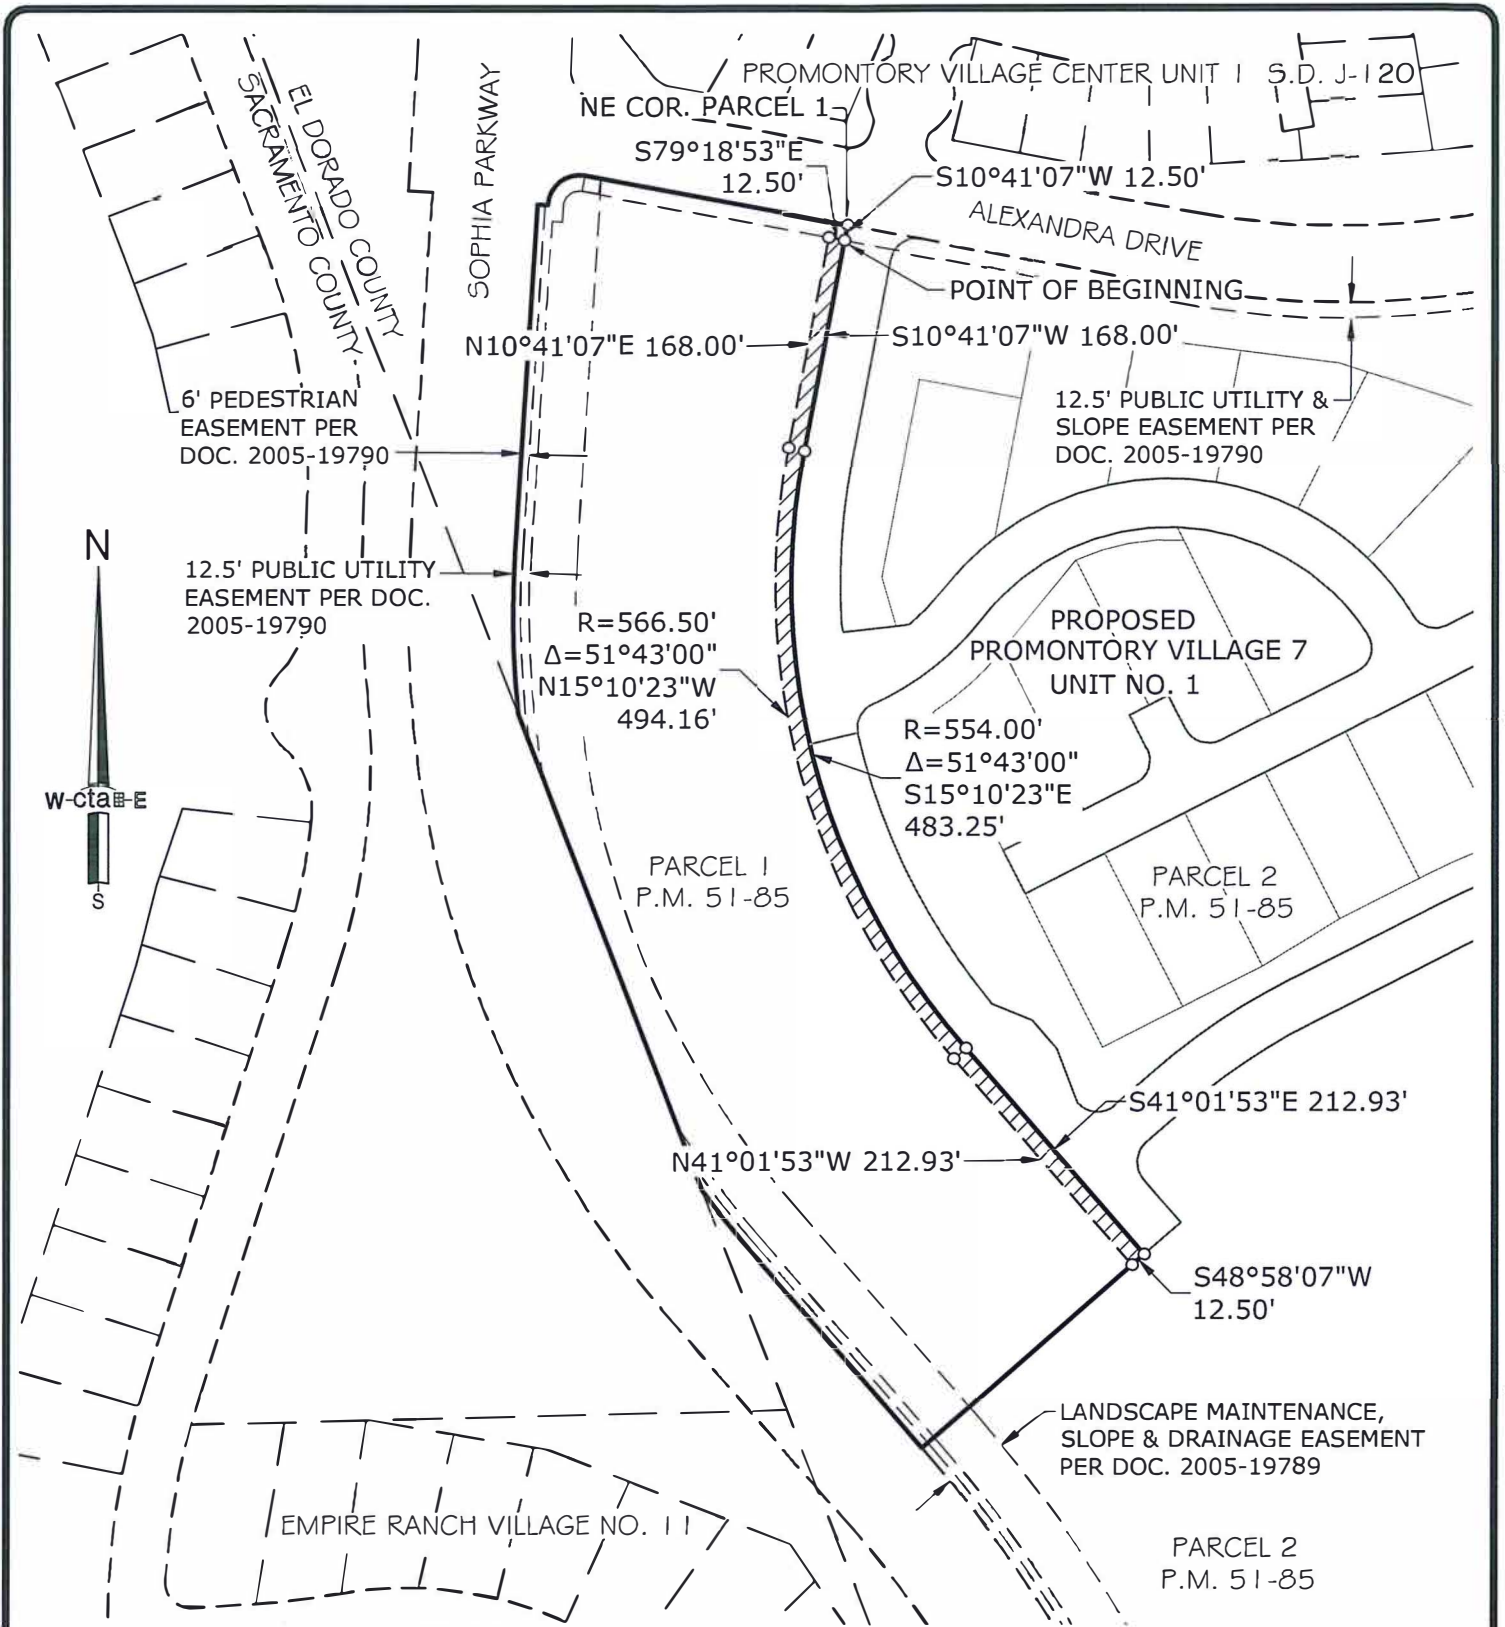 PROMONTORY VILLAGE CENTER UNIT 1 S.D. J-120
NE COR. PARCEL 1
S79°18'53"E
12.50'
S10°41'07"W 12.50'
EL DORADO COUNTY
SACRAMENTO COUNTY
SOPHIA PARKWAY
ALEXANDRA DRIVE
POINT OF BEGINNING
N10°41'07"E 168.00'
S10°41'07"W 168.00'
6' PEDESTRIAN
EASEMENT PER
DOC. 2005-19790
12.5' PUBLIC UTILITY &
SLOPE EASEMENT PER
DOC. 2005-19790
N
12.5' PUBLIC UTILITY
EASEMENT PER DOC.
2005-19790
R=566.50'
Δ=51°43'00"
N15°10'23"W
494.16'
PROPOSED
PROMONTORY VILLAGE 7
UNIT NO. 1
R=554.00'
Δ=51°43'00"
S15°10'23"E
483.25'
W-cta-E
S
PARCEL 1
P.M. 51-85
PARCEL 2
P.M. 51-85
S41°01'53"E 212.93'
N41°01'53"W 212.93'
S48°58'07"W
12.50'
LANDSCAPE MAINTENANCE,
SLOPE & DRAINAGE EASEMENT
PER DOC. 2005-19789
EMPIRE RANCH VILLAGE NO. 11
PARCEL 2
P.M. 51-85